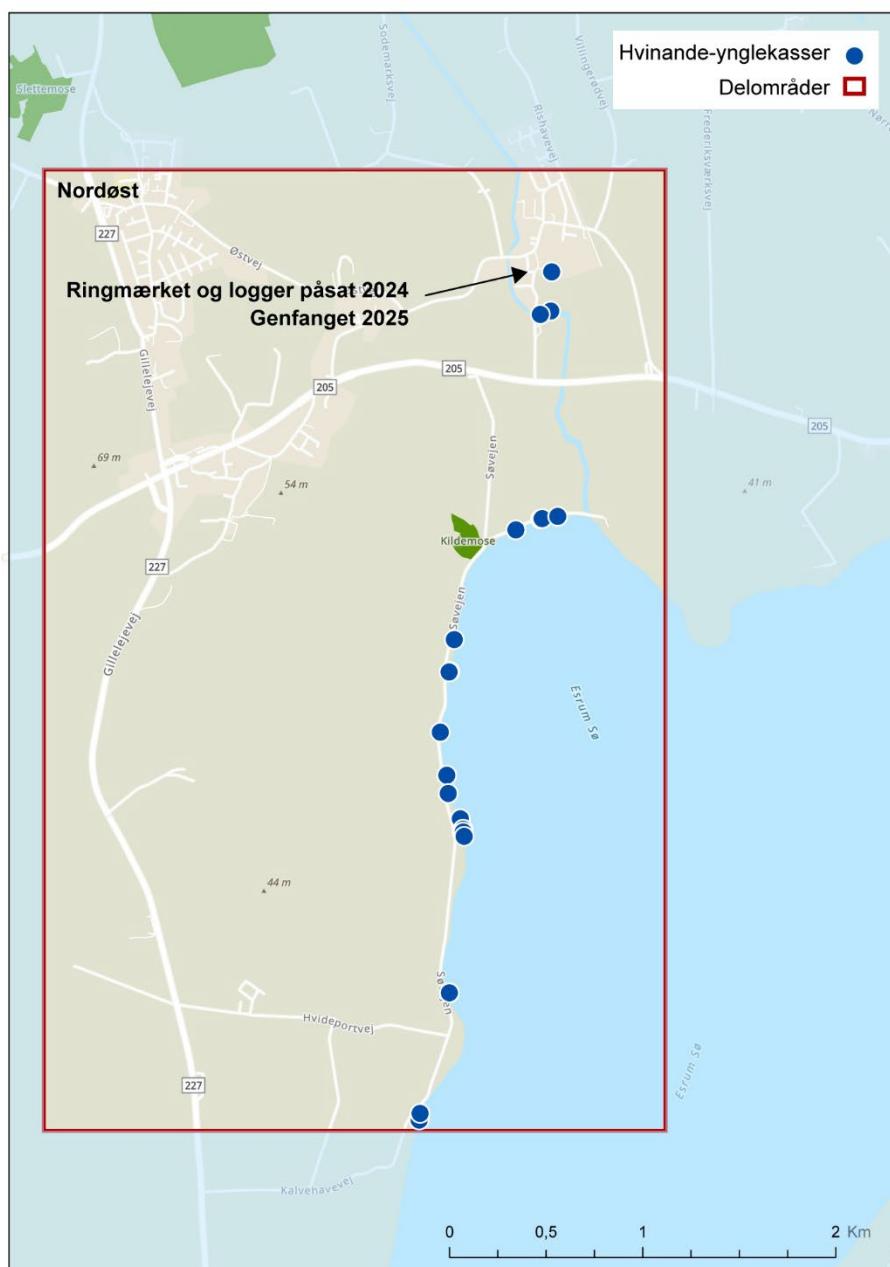 Slettemose
Sodemarksvej
Villingerødvej
Rishavevej
Frederiksværksvej
Hvinande-ynglekasser
Delområder
Nordøst
227
Østvej
Ringmærket og logger påsat 2024
Genfanget 2025
Gillelejevej
205
205
205
69 m
54 m
41 m
Søvejen
Kildemose
227
Gillelejevej
Søvejen
Esrum Sø
44 m
Hvideportvej
227
Esrum Sø
Kalvehavevej
0 0,5 1 2 Km